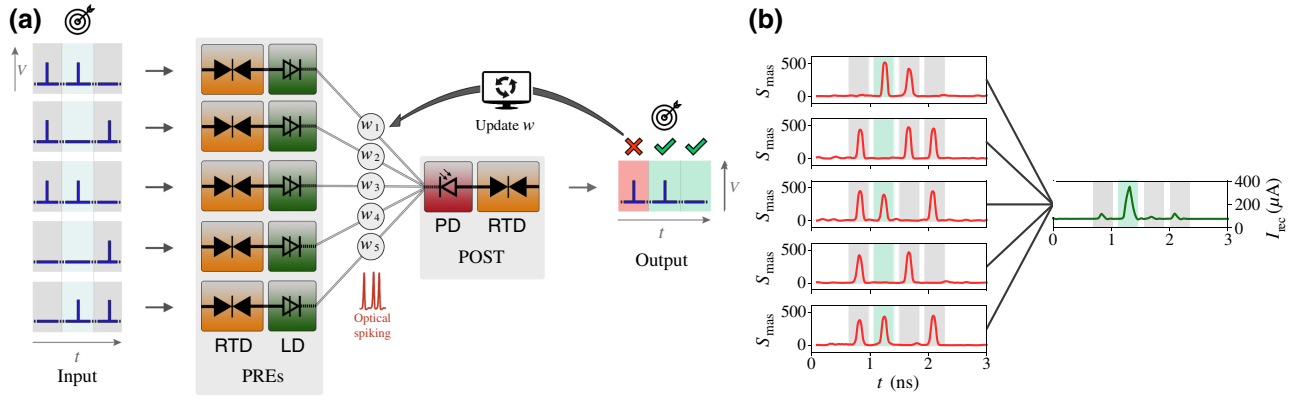 (a)
V
t
Input
RTD LD
PREs
w1
w2
w3
w4
w5
Optical
spiking
Update w
PD RTD
POST
V
t
Output
(b)
500
0
Smas
500
0
Smas
500
0
Smas
500
0
Smas
500
0
Smas
0 1 2 3
t (ns)
400
200
0
Irec (μA)
0 1 2 3